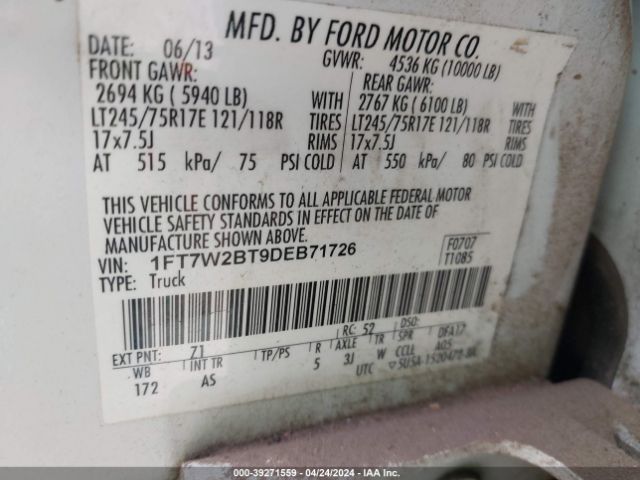 MFD. BY FORD MOTOR CO.
DATE: 06/13 GVWR: 4536 KG (10000 LB)
FRONT GAWR: REAR GAWR:
2694 KG ( 5940 LB) WITH 2767 KG ( 6100 LB) WITH
LT245/75R17E 121/118R TIRES LT245/75R17E 121/118R TIRES
17x7.5J RIMS 17x7.5J RIMS
AT 515 kPa/ 75 PSI COLD AT 550 kPa/ 80 PSI COLD
THIS VEHICLE CONFORMS TO ALL APPLICABLE FEDERAL MOTOR
VEHICLE SAFETY STANDARDS IN EFFECT ON THE DATE OF
MANUFACTURE SHOWN ABOVE.
VIN: 1FT7W2BT9DEB71726 F0707
TYPE: Truck T1085
EXT PNT: 71 RC: 52 DSO:
WB INT TR TP/PS R AXLE TR SPR DFA17
172 AS 5 3J W CCLE A05
UTC
000-39271559 - 04/24/2024 - IAA Inc.